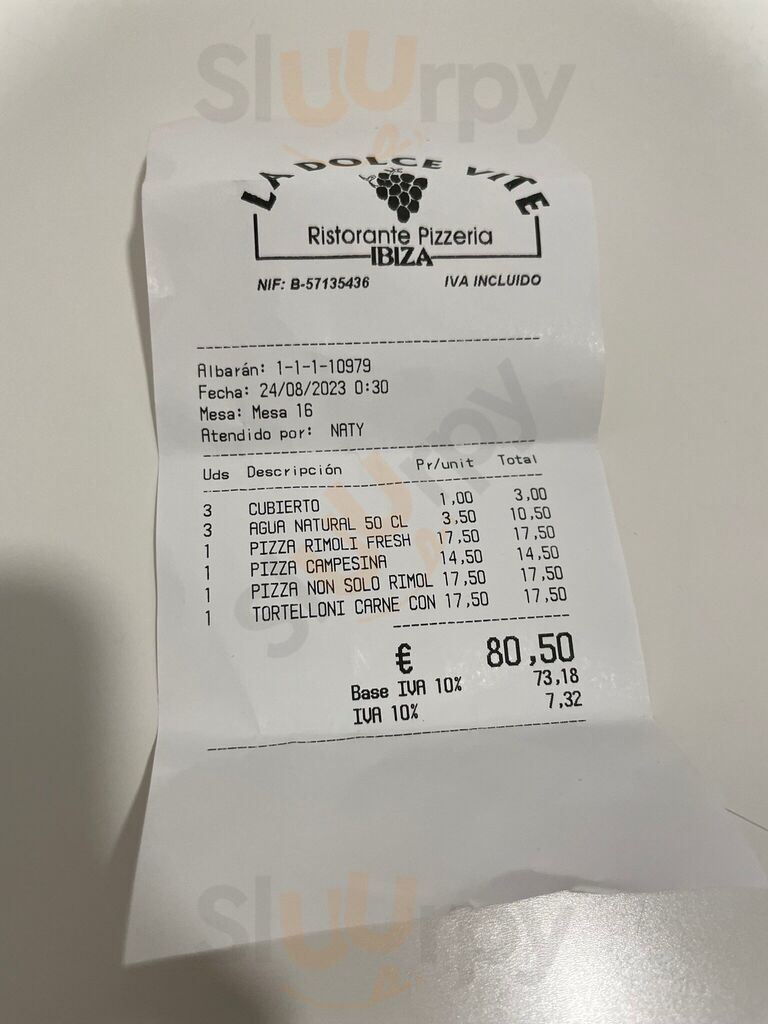 Sluurpy
LA DOLCE VITE
Ristorante Pizzeria
IBIZA
NIF: B-57135436 IVA INCLUIDO
Albarán: 1-1-1-10979
Fecha: 24/08/2023 0:30
Mesa: Mesa 16
Atendido por: NATY
Uds Descripción Pr/unit Total
3 CUBIERTO 1,00 3,00
3 AGUA NATURAL 50 CL 3,50 10,50
1 PIZZA RIMOLI FRESH 17,50 17,50
1 PIZZA CAMPESINA 14,50 14,50
1 PIZZA NON SOLO RIMOL 17,50 17,50
1 TORTELLONI CARNE CON 17,50 17,50
€ 80,50
Base IVA 10% 73,18
IVA 10% 7,32
Sluurpy
Sluurpy